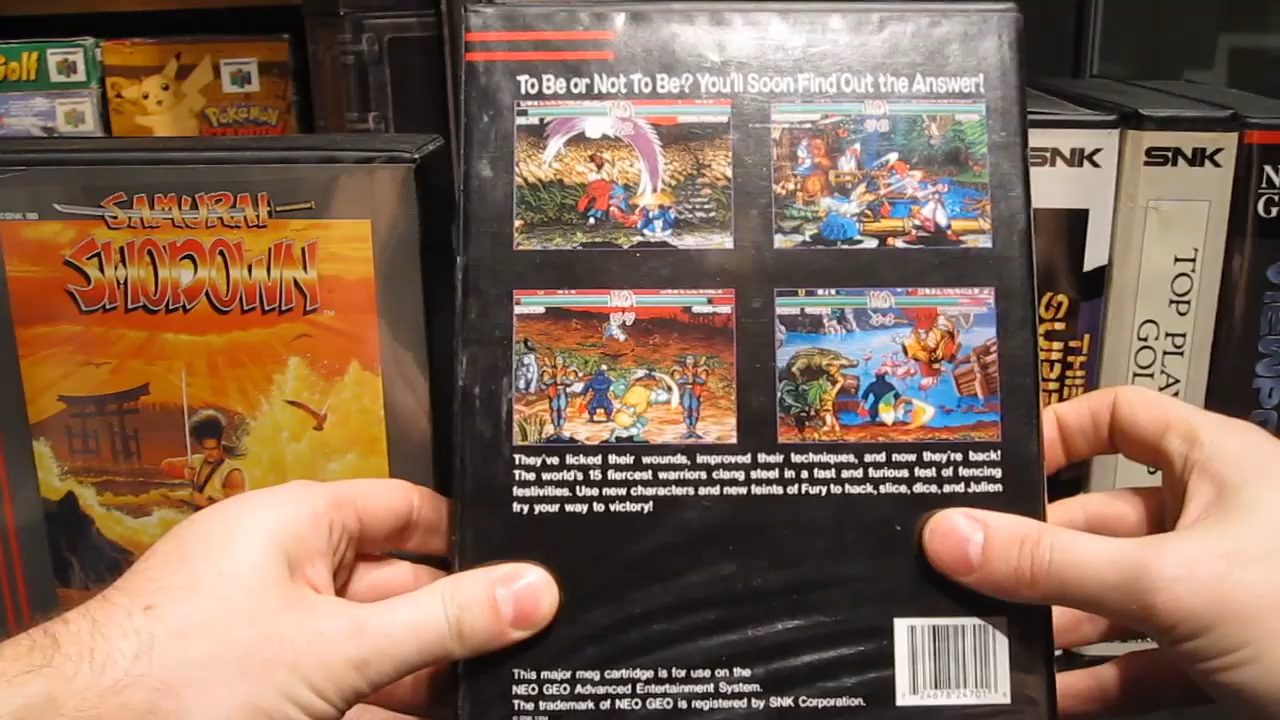 Golf
POKéMON
STADIUM
SAMURAI
SHODOWN
To Be or Not To Be? You'll Soon Find Out the Answer!
They've licked their wounds, improved their techniques, and now they're back!
The world's 15 fiercest warriors clang steel in a fast and furious fest of fencing
festivities. Use new characters and new feints of Fury to hack, slice, dice, and Julien
fry your way to victory!
This major meg cartridge is for use on the
NEO GEO Advanced Entertainment System.
The trademark of NEO GEO is registered by SNK Corporation.
© SNK 1994
SNK
SNK
TOP PLA
GOL